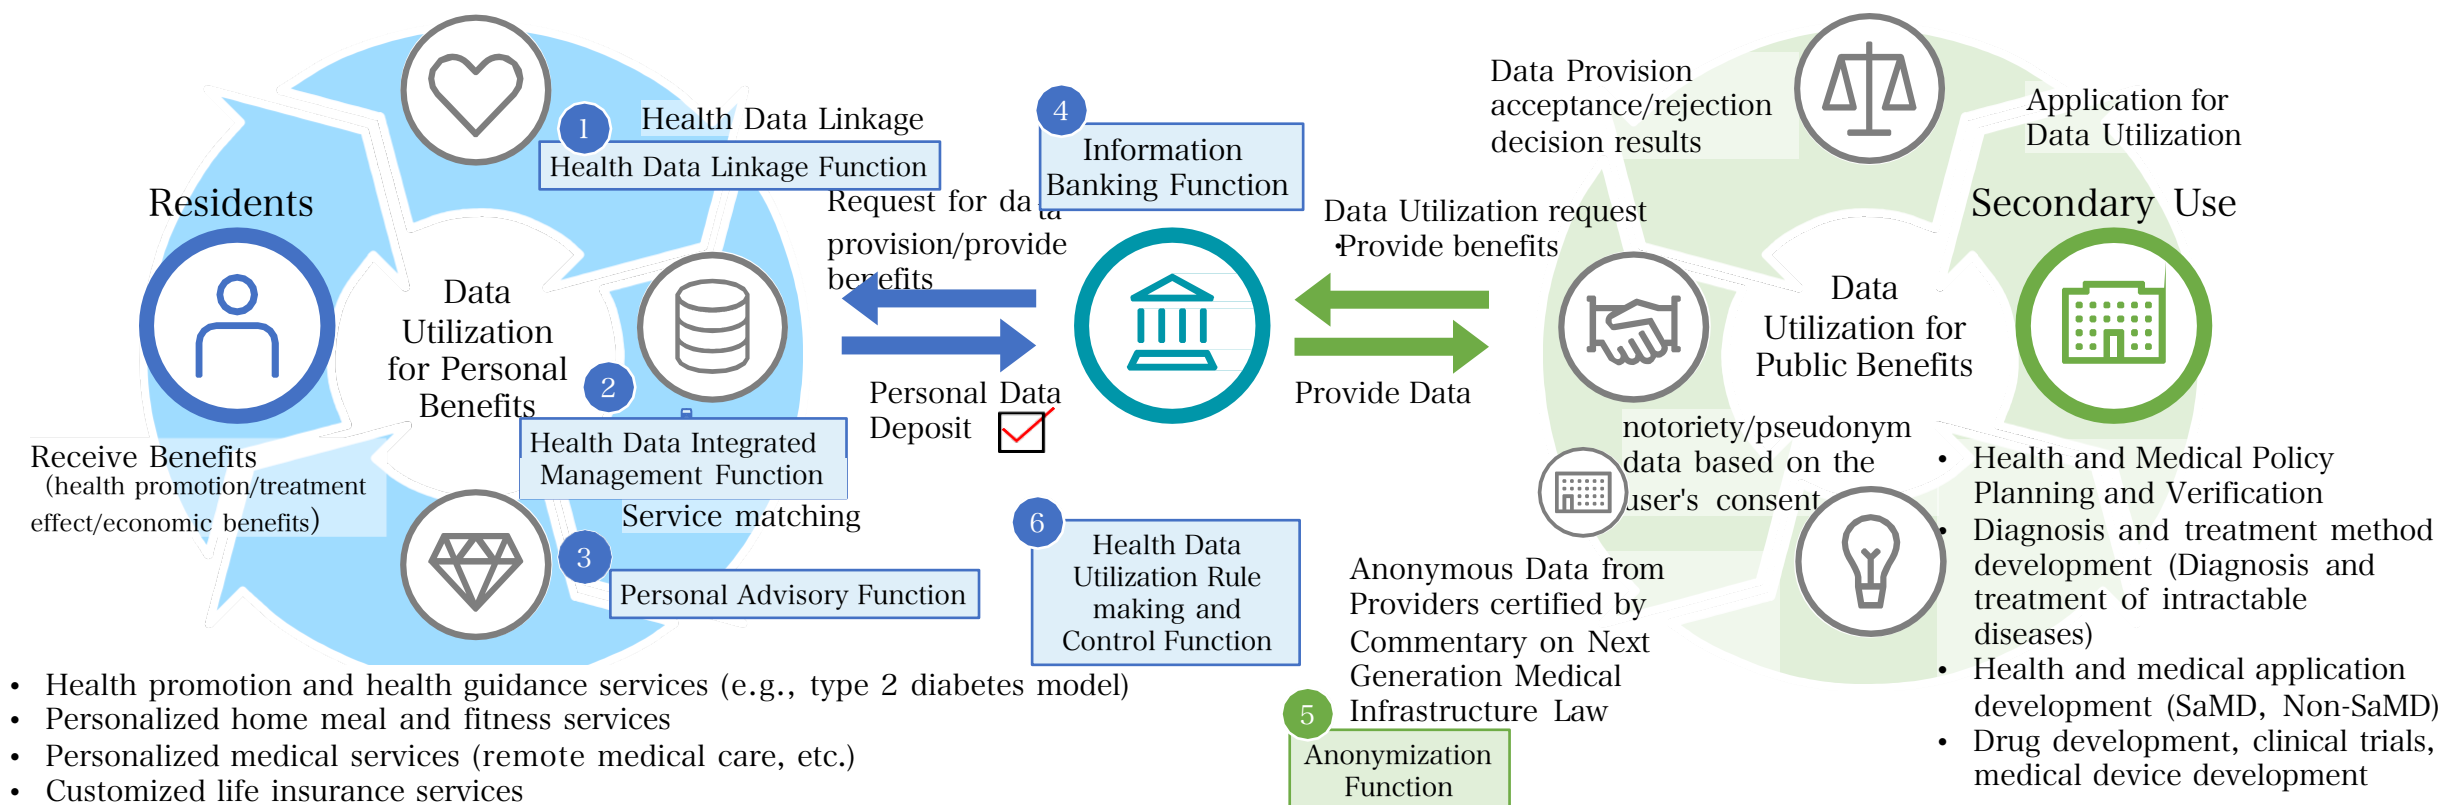 1
Health Data Linkage
Health Data Linkage Function
Residents
Data
Utilization
for Personal
Benefits
2
Health Data Integrated
Management Function
Receive Benefits
(health promotion/treatment
effect/economic benefits)
Service matching
3
Personal Advisory Function
• Health promotion and health guidance services (e.g., type 2 diabetes model)
• Personalized home meal and fitness services
• Personalized medical services (remote medical care, etc.)
• Customized life insurance services
4
Information
Banking Function
Request for data
provision/provide
benefits
Personal Data
Deposit
6
Health Data
Utilization Rule
making and
Control Function
Data Utilization request
•Provide benefits
Provide Data
Data Provision
acceptance/rejection
decision results
Application for
Data Utilization
Secondary Use
Data
Utilization for
Public Benefits
notoriety/pseudonym
data based on the
user's consent
Anonymous Data from
Providers certified by
Commentary on Next
Generation Medical
Infrastructure Law
5
Anonymization
Function
• Health and Medical Policy
Planning and Verification
• Diagnosis and treatment method
development (Diagnosis and
treatment of intractable
diseases)
• Health and medical application
development (SaMD, Non-SaMD)
• Drug development, clinical trials,
medical device development